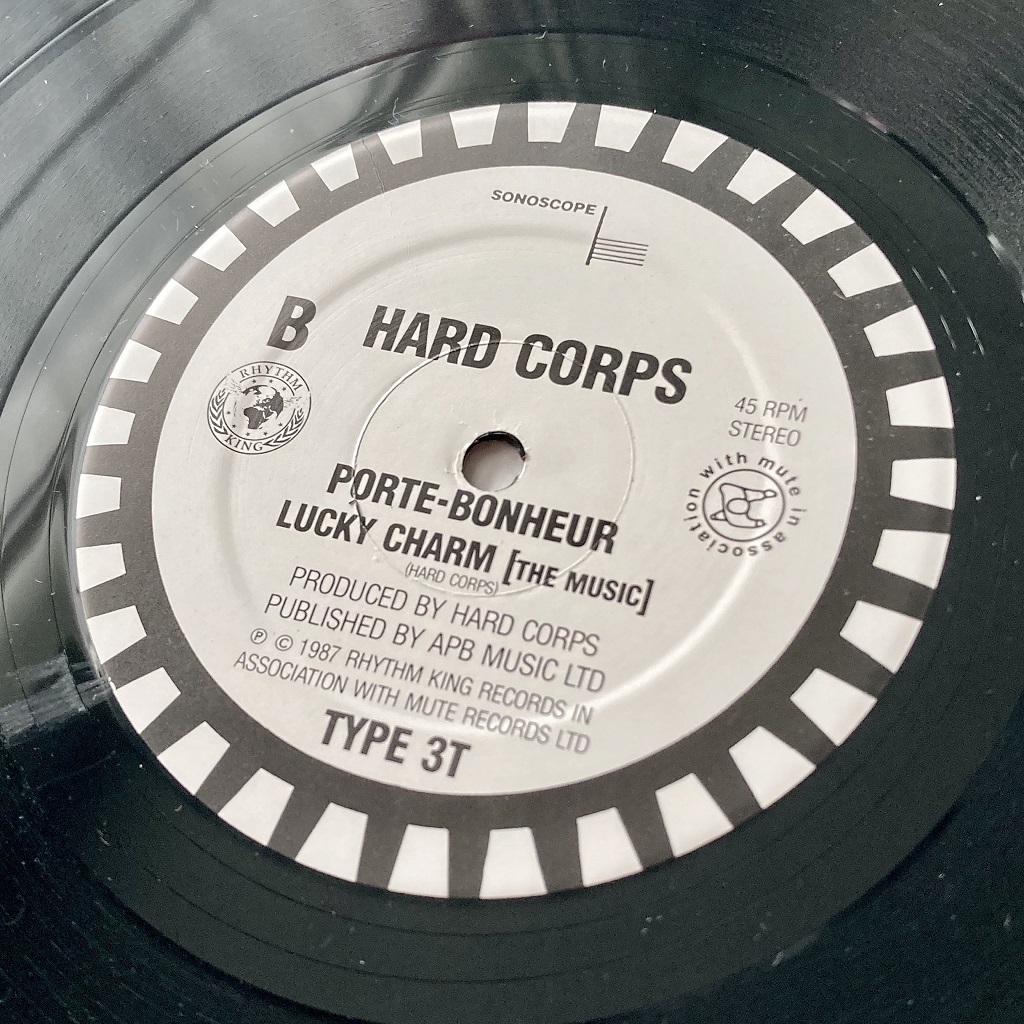 SONOSCOPE
B HARD CORPS
RHYTHM
KING
45 RPM
STEREO
in association with mute
PORTE-BONHEUR
LUCKY CHARM [THE MUSIC]
(HARD CORPS)
PRODUCED BY HARD CORPS
PUBLISHED BY APB MUSIC LTD
Ⓟ © 1987 RHYTHM KING RECORDS IN
ASSOCIATION WITH MUTE RECORDS LTD
TYPE 3T